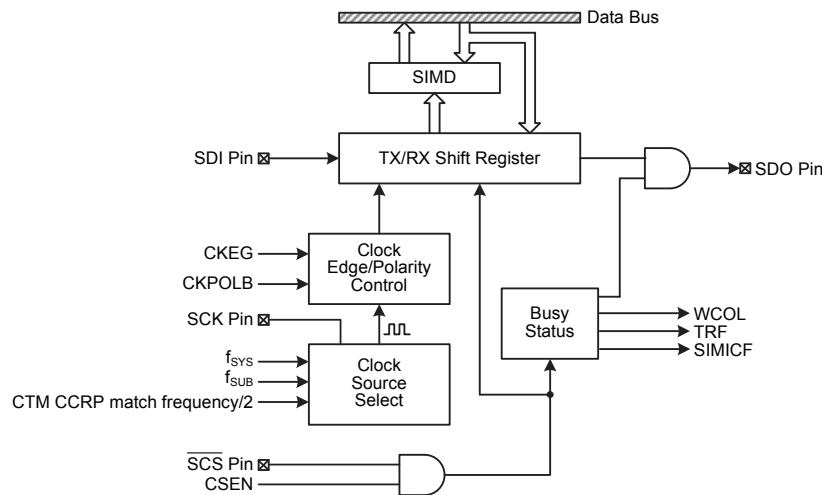 Data Bus
SIMD
SDI Pin
TX/RX Shift Register
SDO Pin
CKEG
CKPOLB
Clock
Edge/Polarity
Control
SCK Pin
Busy
Status
WCOL
TRF
SIMICF
fSYS
fSUB
CTM CCRP match frequency/2
Clock
Source
Select
SCS Pin
CSEN